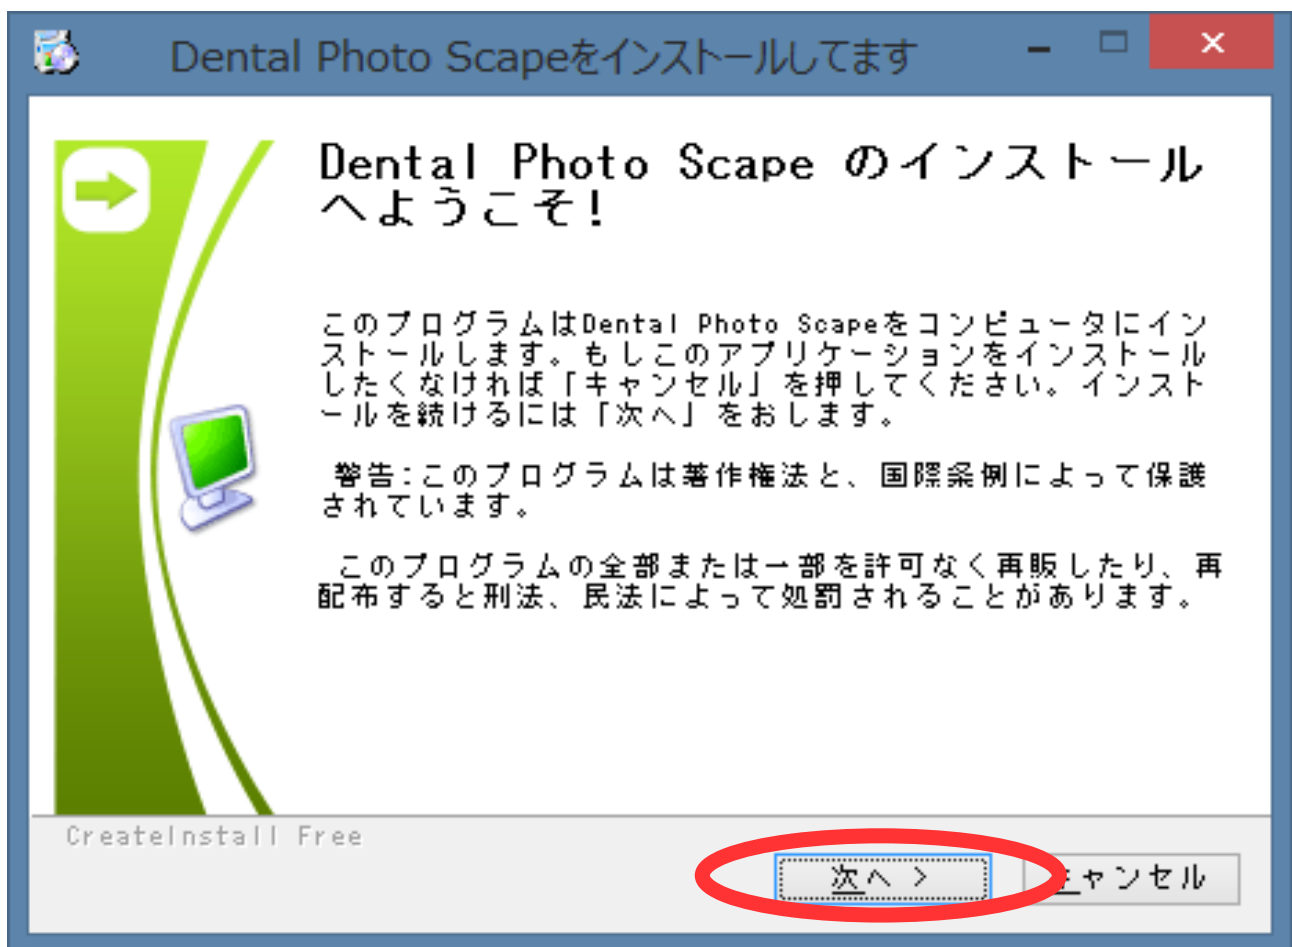 Dental Photo Scapeをインストールしてます
Dental Photo Scape のインストール
へようこそ!
このプログラムはDental Photo Scapeをコンピュータにイン
ストールします。もしこのアプリケーションをインストール
したくなければ「キャンセル」を押してください。インスト
ールを続けるには「次へ」をおします。
警告:このプログラムは著作権法と、国際条例によって保護
されています。
このプログラムの全部または一部を許可なく再販したり、再
配布すると刑法、民法によって処罰されることがあります。
CreateInstall Free
次へ >
キャンセル